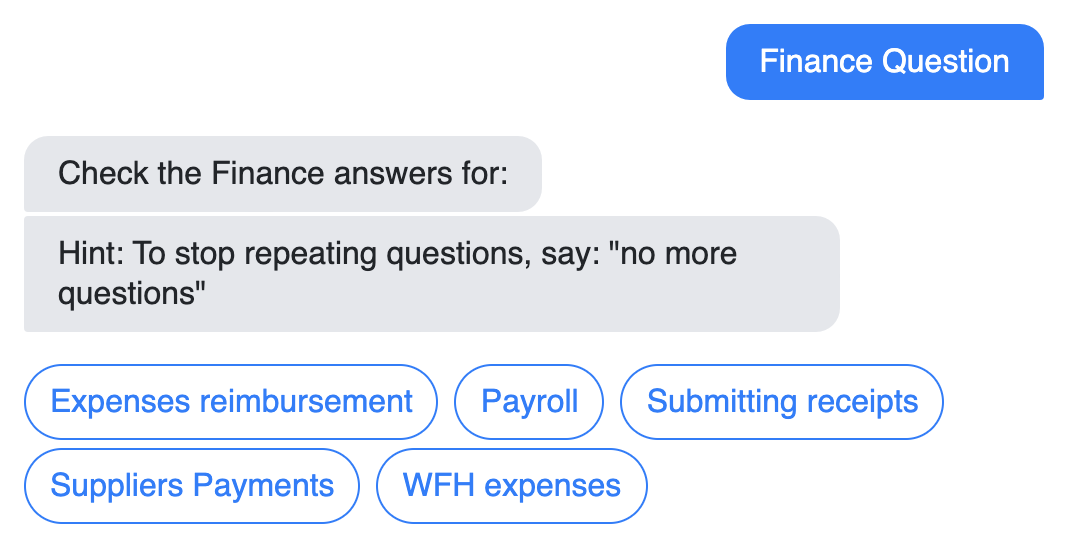 Finance Question
Check the Finance answers for:
Hint: To stop repeating questions, say: "no more
questions"
Expenses reimbursement
Payroll
Submitting receipts
Suppliers Payments
WFH expenses